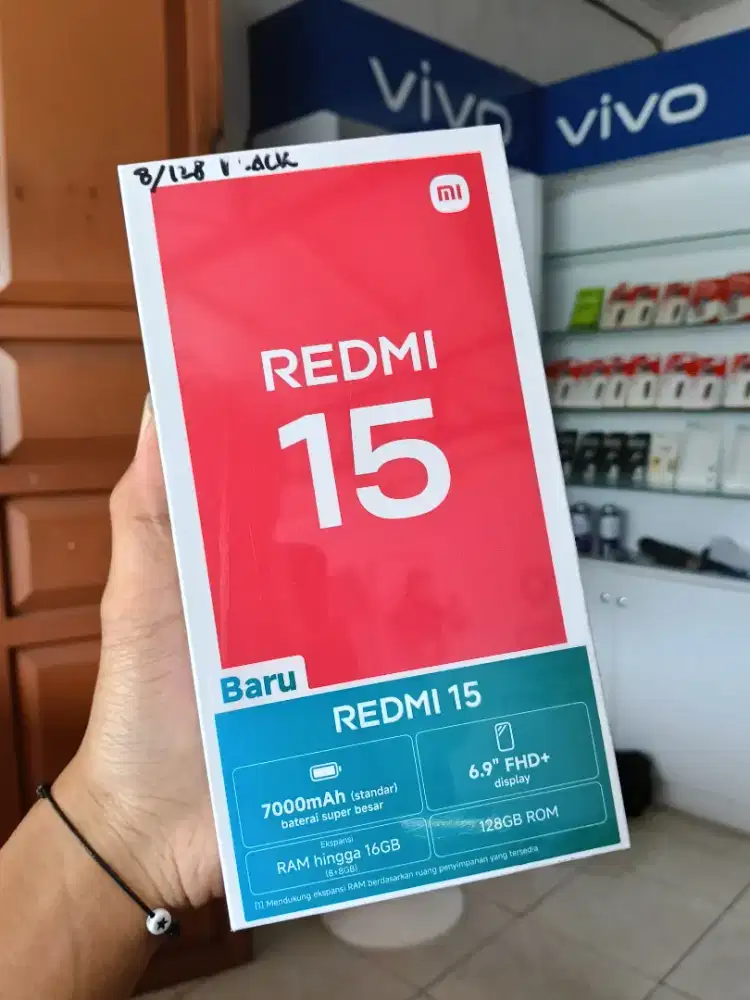 vivo
vivo
8/128
mi
REDMI
15
Baru
REDMI 15
7000mAh (standar)
baterai super besar
6.9" FHD+
display
Ekspansi
RAM hingga 16GB
(8+8GB)
128GB ROM
[1] Mendukung ekspansi RAM berdasarkan ruang penyimpanan yang tersedia